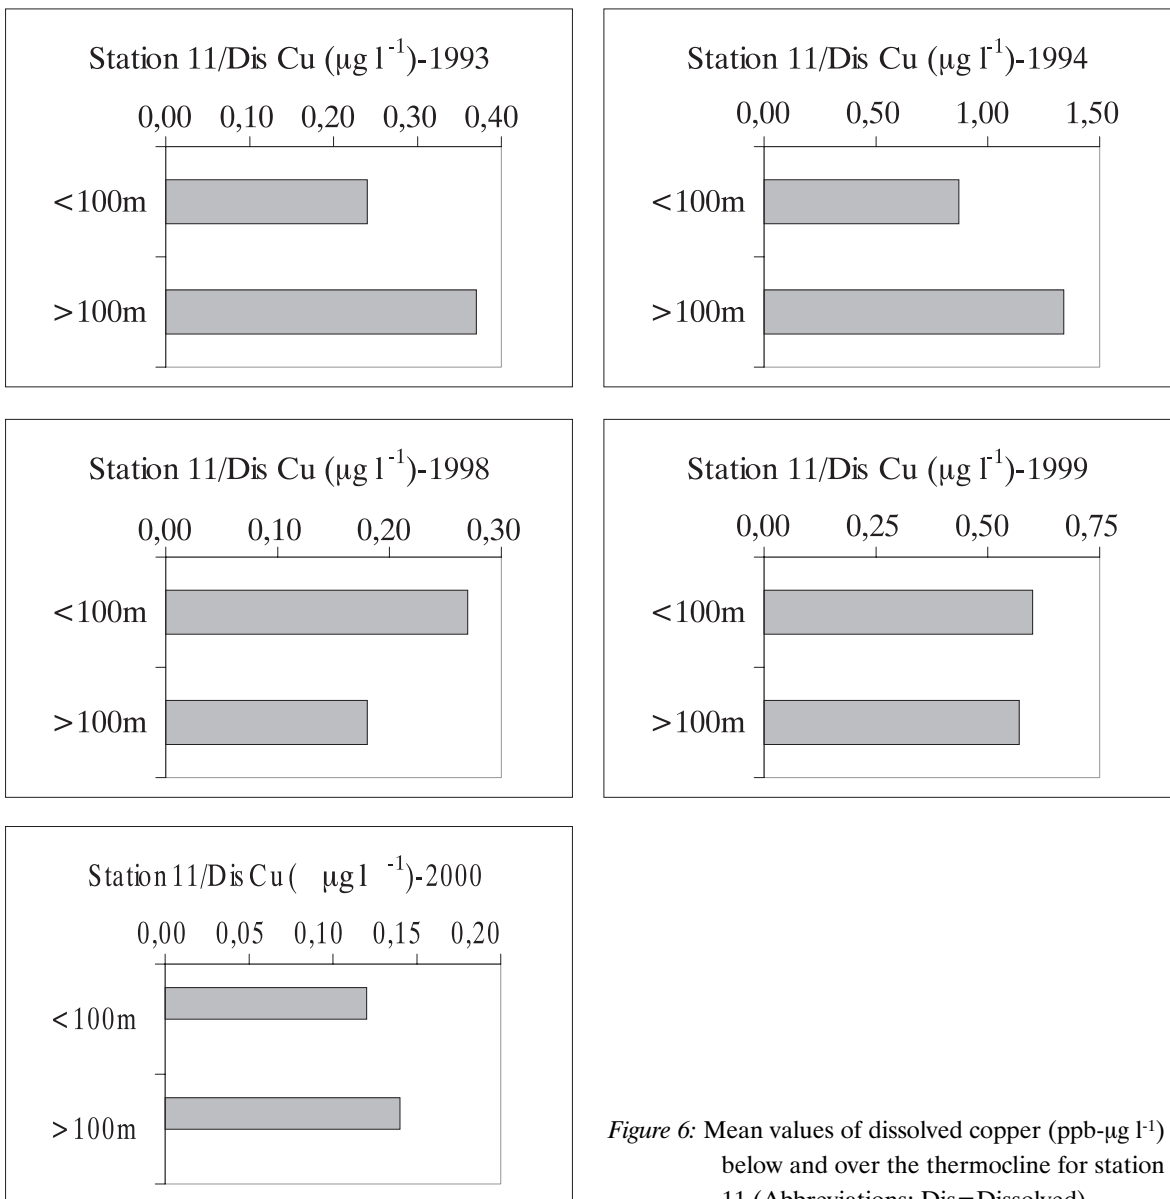 Station 11/Dis Cu (µg l-1)-1993
0,00 0,10 0,20 0,30 0,40
<100m
>100m
Station 11/Dis Cu (µg l-1)-1994
0,00 0,50 1,00 1,50
<100m
>100m
Station 11/Dis Cu (µg l-1)-1998
0,00 0,10 0,20 0,30
<100m
>100m
Station 11/Dis Cu (µg l-1)-1999
0,00 0,25 0,50 0,75
<100m
>100m
Station 11/Dis Cu ( µg l -1)-2000
0,00 0,05 0,10 0,15 0,20
<100m
>100m
Figure 6: Mean values of dissolved copper (ppb-µg l-1)
below and over the thermocline for station
11 (Abbreviations: Dis=Dissolved)